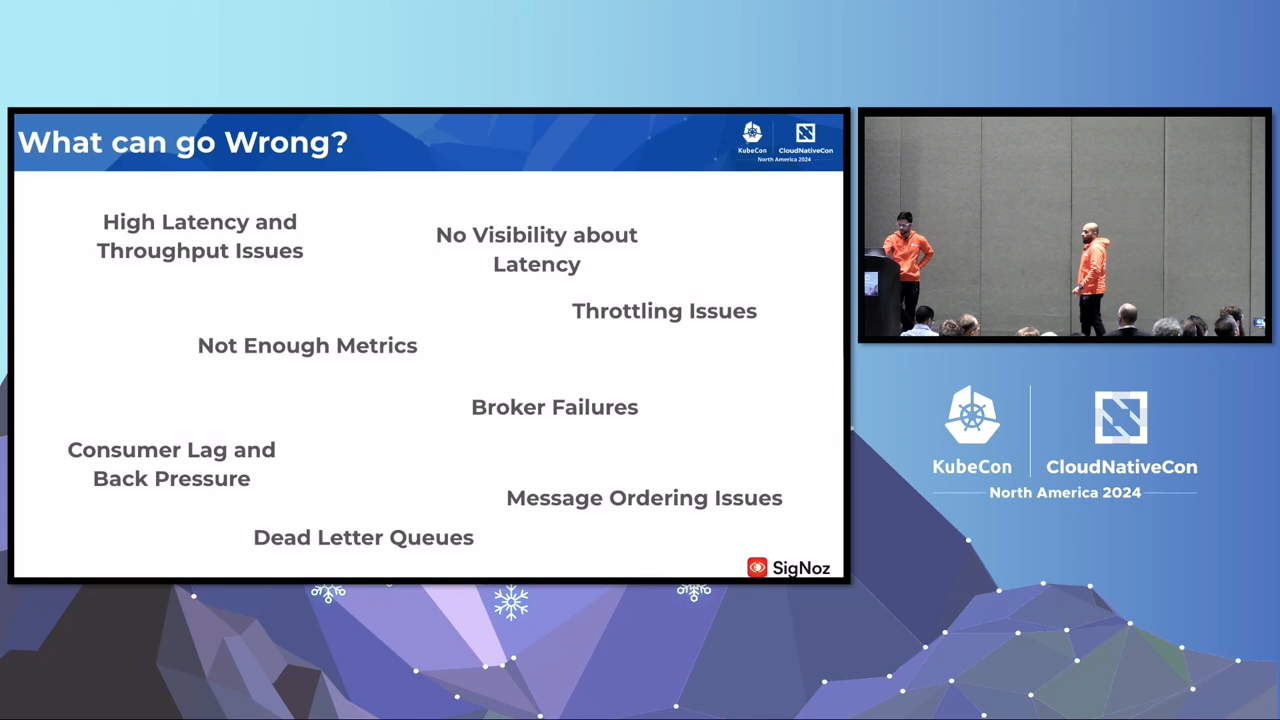 What can go Wrong?
KubeCon
CloudNativeCon
North America 2024
High Latency and
Throughput Issues
No Visibility about
Latency
Throttling Issues
Not Enough Metrics
Broker Failures
Consumer Lag and
Back Pressure
Message Ordering Issues
Dead Letter Queues
SigNoz
KubeCon
CloudNativeCon
North America 2024